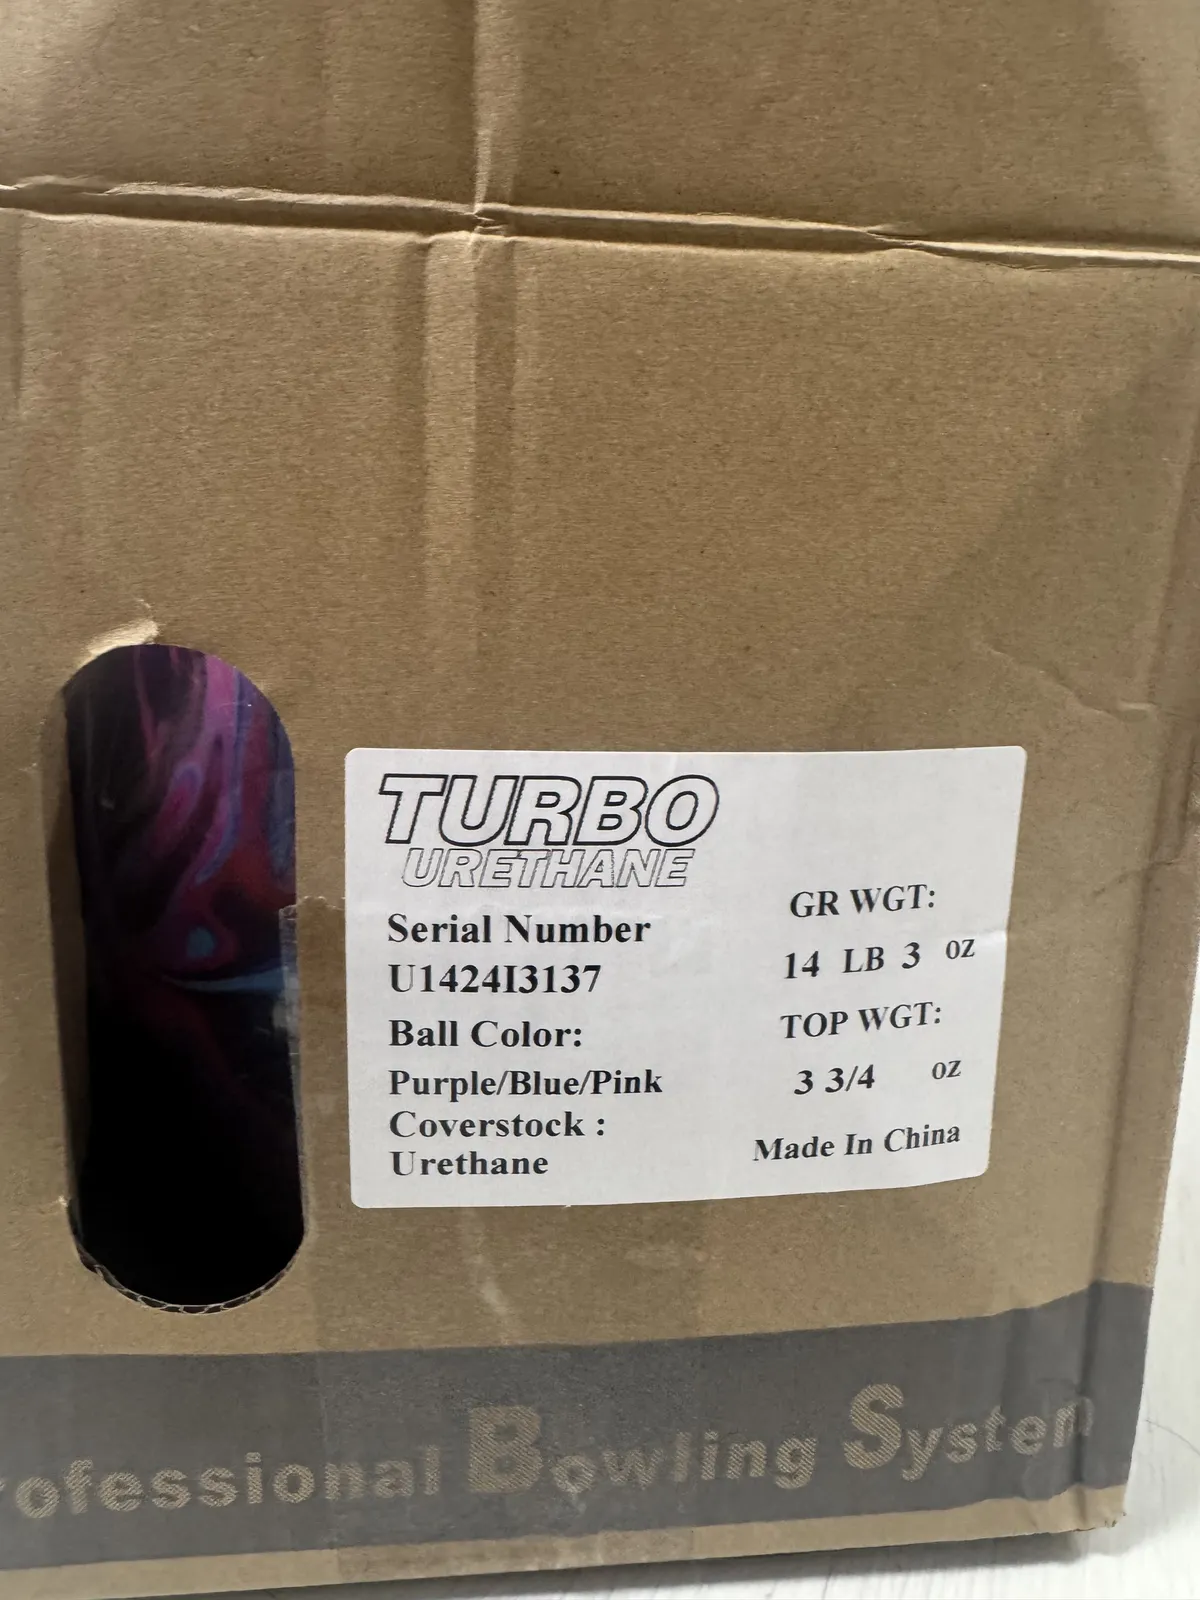 TURBO
URETHANE
Serial Number
U1424I3137
Ball Color:
Purple/Blue/Pink
Coverstock :
Urethane
GR WGT:
14 LB 3 oz
TOP WGT:
3 3/4 oz
Made In China
rofessional Bowling System